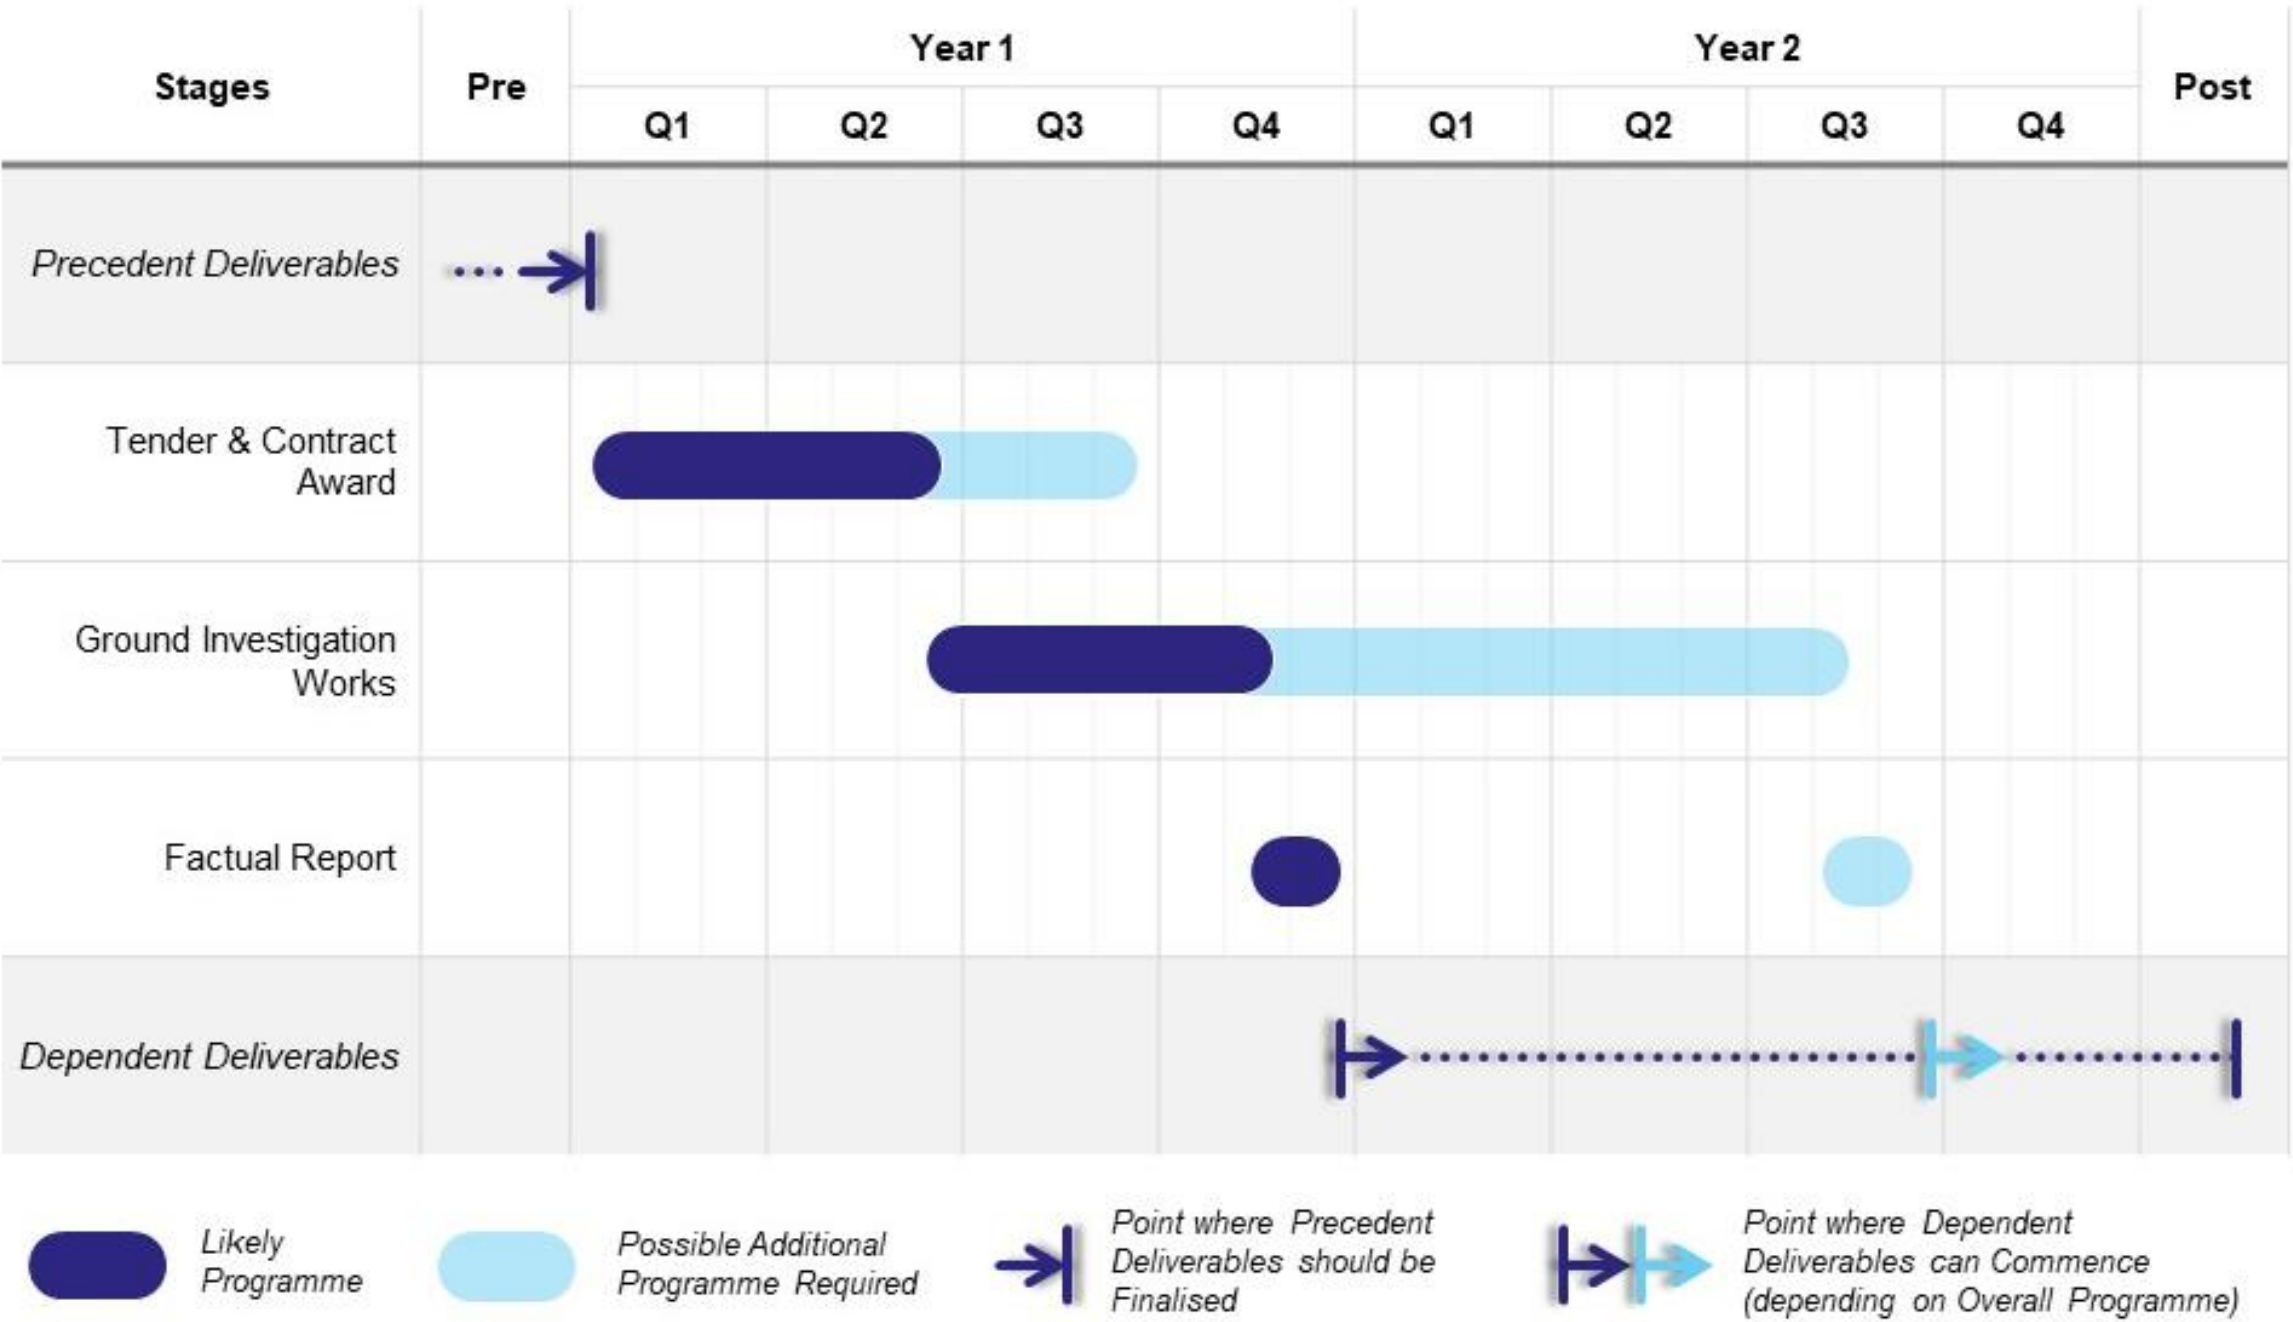 Stages
Pre
Year 1
Year 2
Post
Q1
Q2
Q3
Q4
Q1
Q2
Q3
Q4
Precedent Deliverables
Tender & Contract
Award
Ground Investigation
Works
Factual Report
Dependent Deliverables
Likely
Programme
Possible Additional
Programme Required
Point where Precedent
Deliverables should be
Finalised
Point where Dependent
Deliverables can Commence
(depending on Overall Programme)